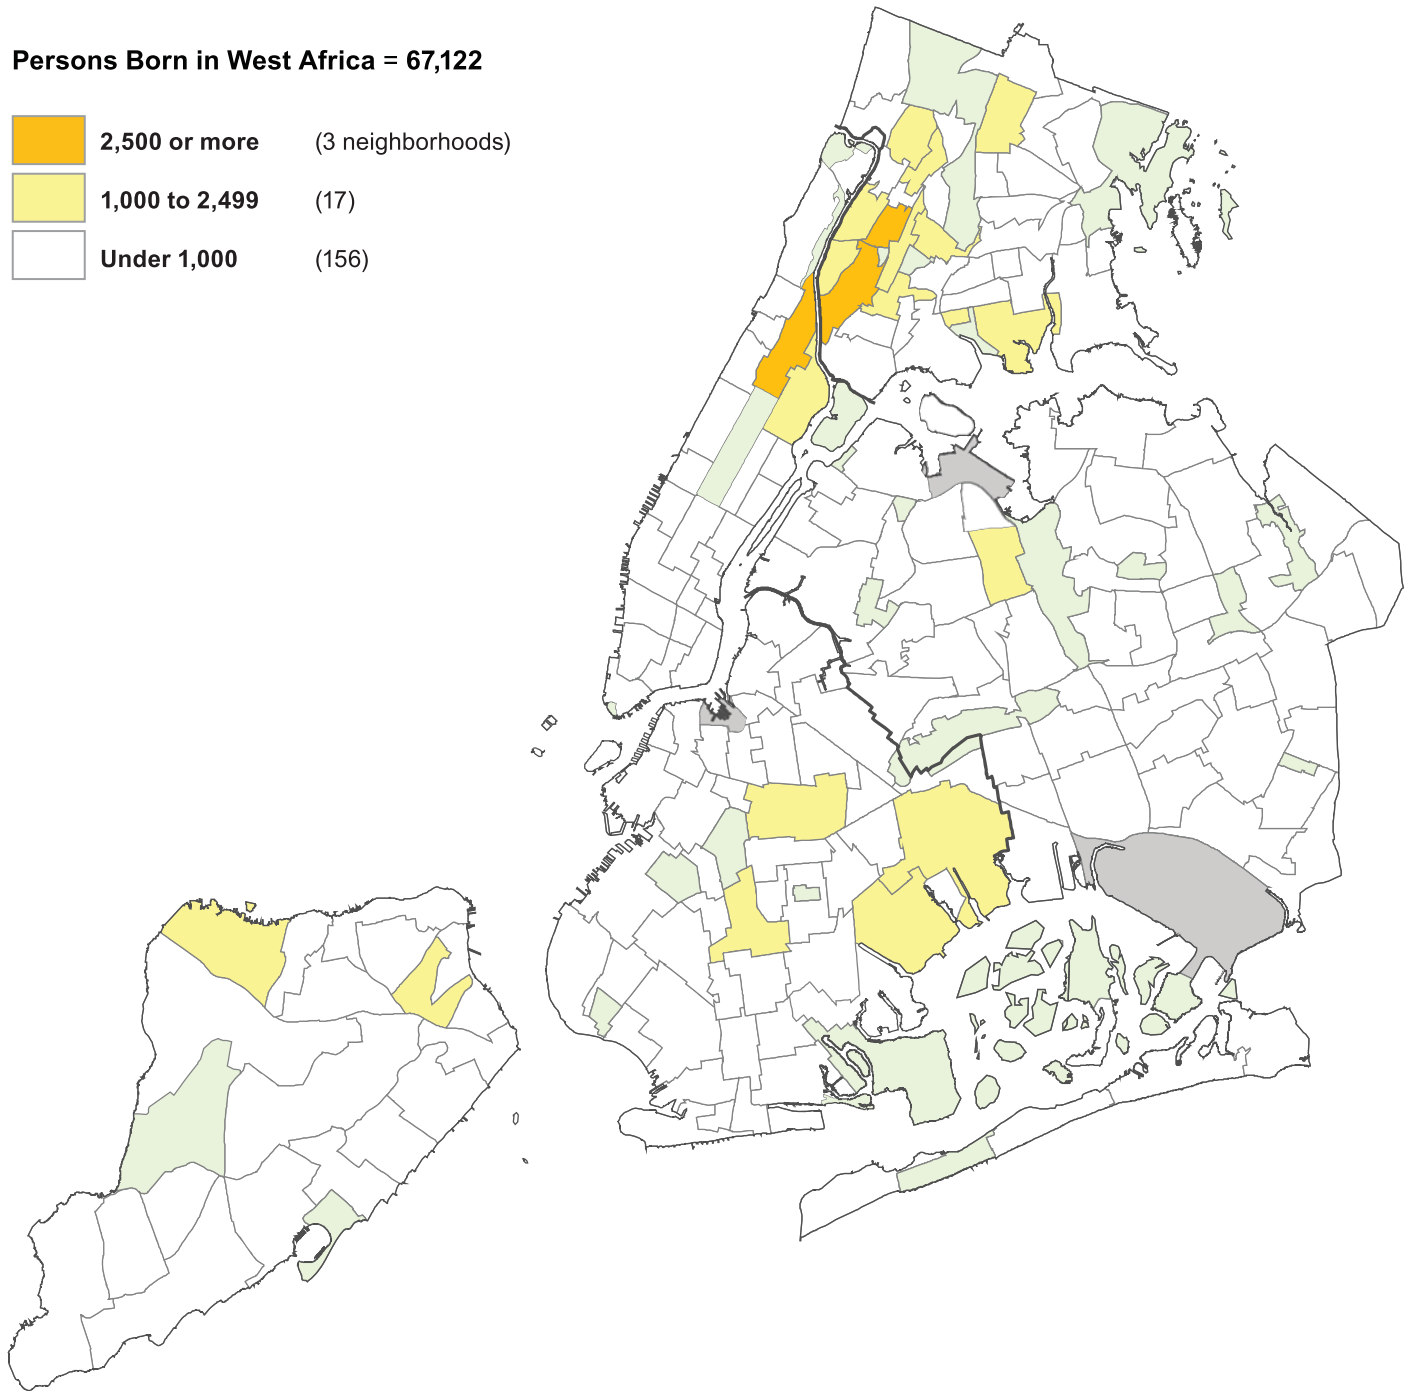 Persons Born in West Africa = 67,122
2,500 or more (3 neighborhoods)
1,000 to 2,499 (17)
Under 1,000 (156)